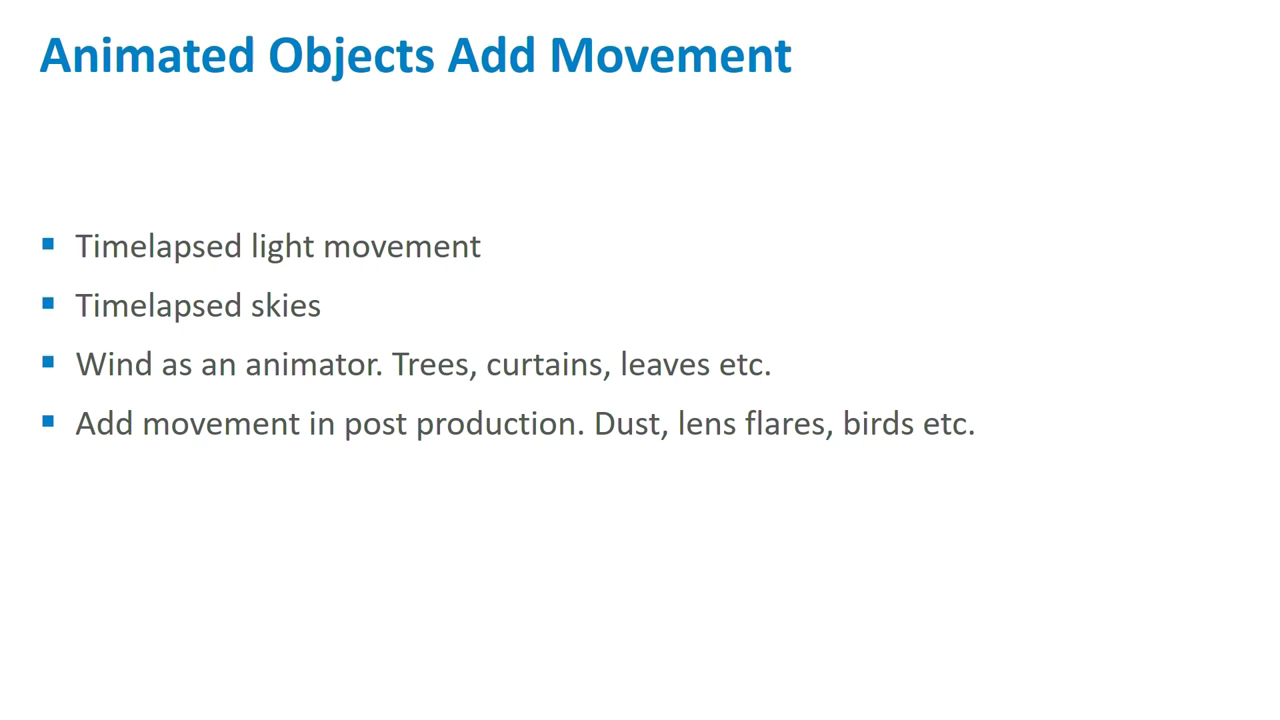 Animated Objects Add Movement
Timelapsed light movement
Timelapsed skies
Wind as an animator. Trees, curtains, leaves etc.
Add movement in post production. Dust, lens flares, birds etc.